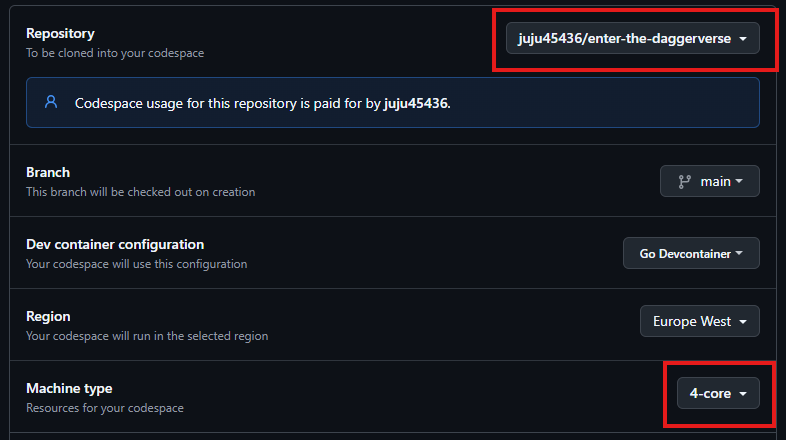 Repository
juju45436/enter-the-daggerverse
To be cloned into your codespace
Codespace usage for this repository is paid for by juju45436.
Branch
This branch will be checked out on creation
main
Dev container configuration
Your codespace will use this configuration
Go Devcontainer
Region
Your codespace will run in the selected region
Europe West
Machine type
Resources for your codespace
4-core